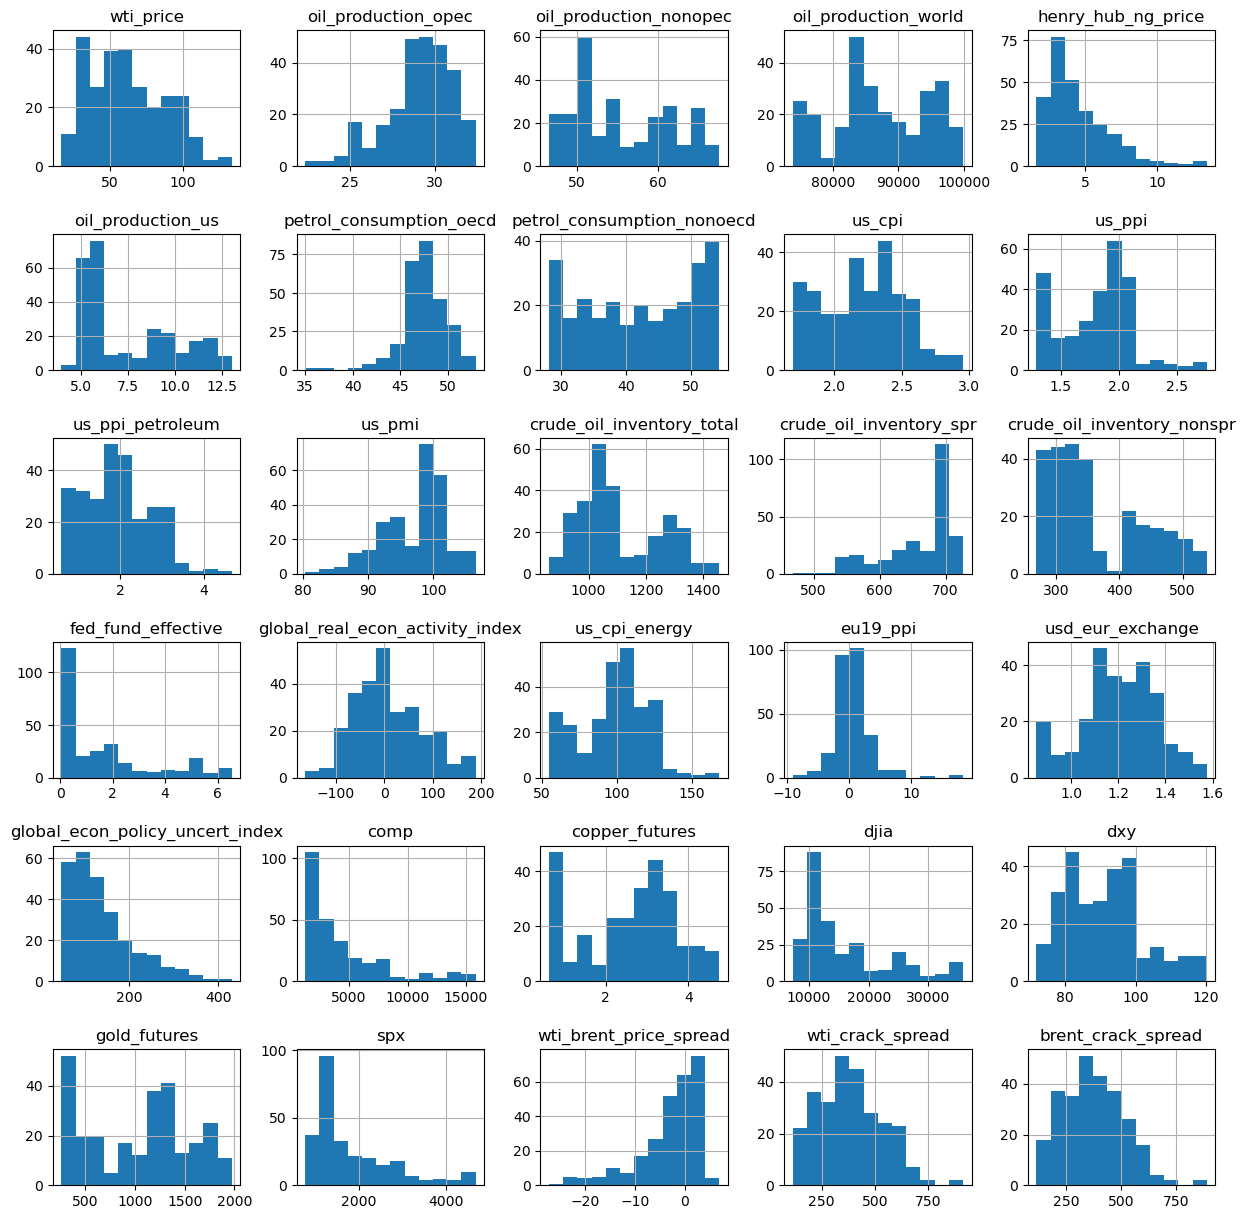 wti_price oil_production_opec oil_production_nonopec oil_production_world henry_hub_ng_price
40 20 0 50 100
40 20 0 25 30
60 40 20 0 50 60
40 20 0 80000 90000 100000
75 50 25 0 5 10
oil_production_us petrol_consumption_oecd petrol_consumption_nonoecd us_cpi us_ppi
60 40 20 0 5.0 7.5 10.0 12.5
75 50 25 0 35 40 45 50
40 20 0 30 40 50
40 20 0 2.0 2.5 3.0
60 40 20 0 1.5 2.0 2.5
us_ppi_petroleum us_pmi crude_oil_inventory_total crude_oil_inventory_spr crude_oil_inventory_nonspr
40 20 0 2 4
60 40 20 0 80 90 100
60 40 20 0 1000 1200 1400
100 50 0 500 600 700
40 20 0 300 400 500
fed_fund_effective global_real_econ_activity_index us_cpi_energy eu19_ppi usd_eur_exchange
100 50 0 0 2 4 6
40 20 0 −100 0 100 200
40 20 0 50 100 150
100 50 0 −10 0 10
40 20 0 1.0 1.2 1.4 1.6
global_econ_policy_uncert_index comp copper_futures djia dxy
60 40 20 0 200 400
100 50 0 5000 10000 15000
40 20 0 2 4
75 50 25 0 10000 20000 30000
40 20 0 80 100 120
gold_futures spx wti_brent_price_spread wti_crack_spread brent_crack_spread
40 20 0 500 1000 1500 2000
100 50 0 2000 4000
60 40 20 0 −20 −10 0
40 20 0 250 500 750
40 20 0 250 500 750